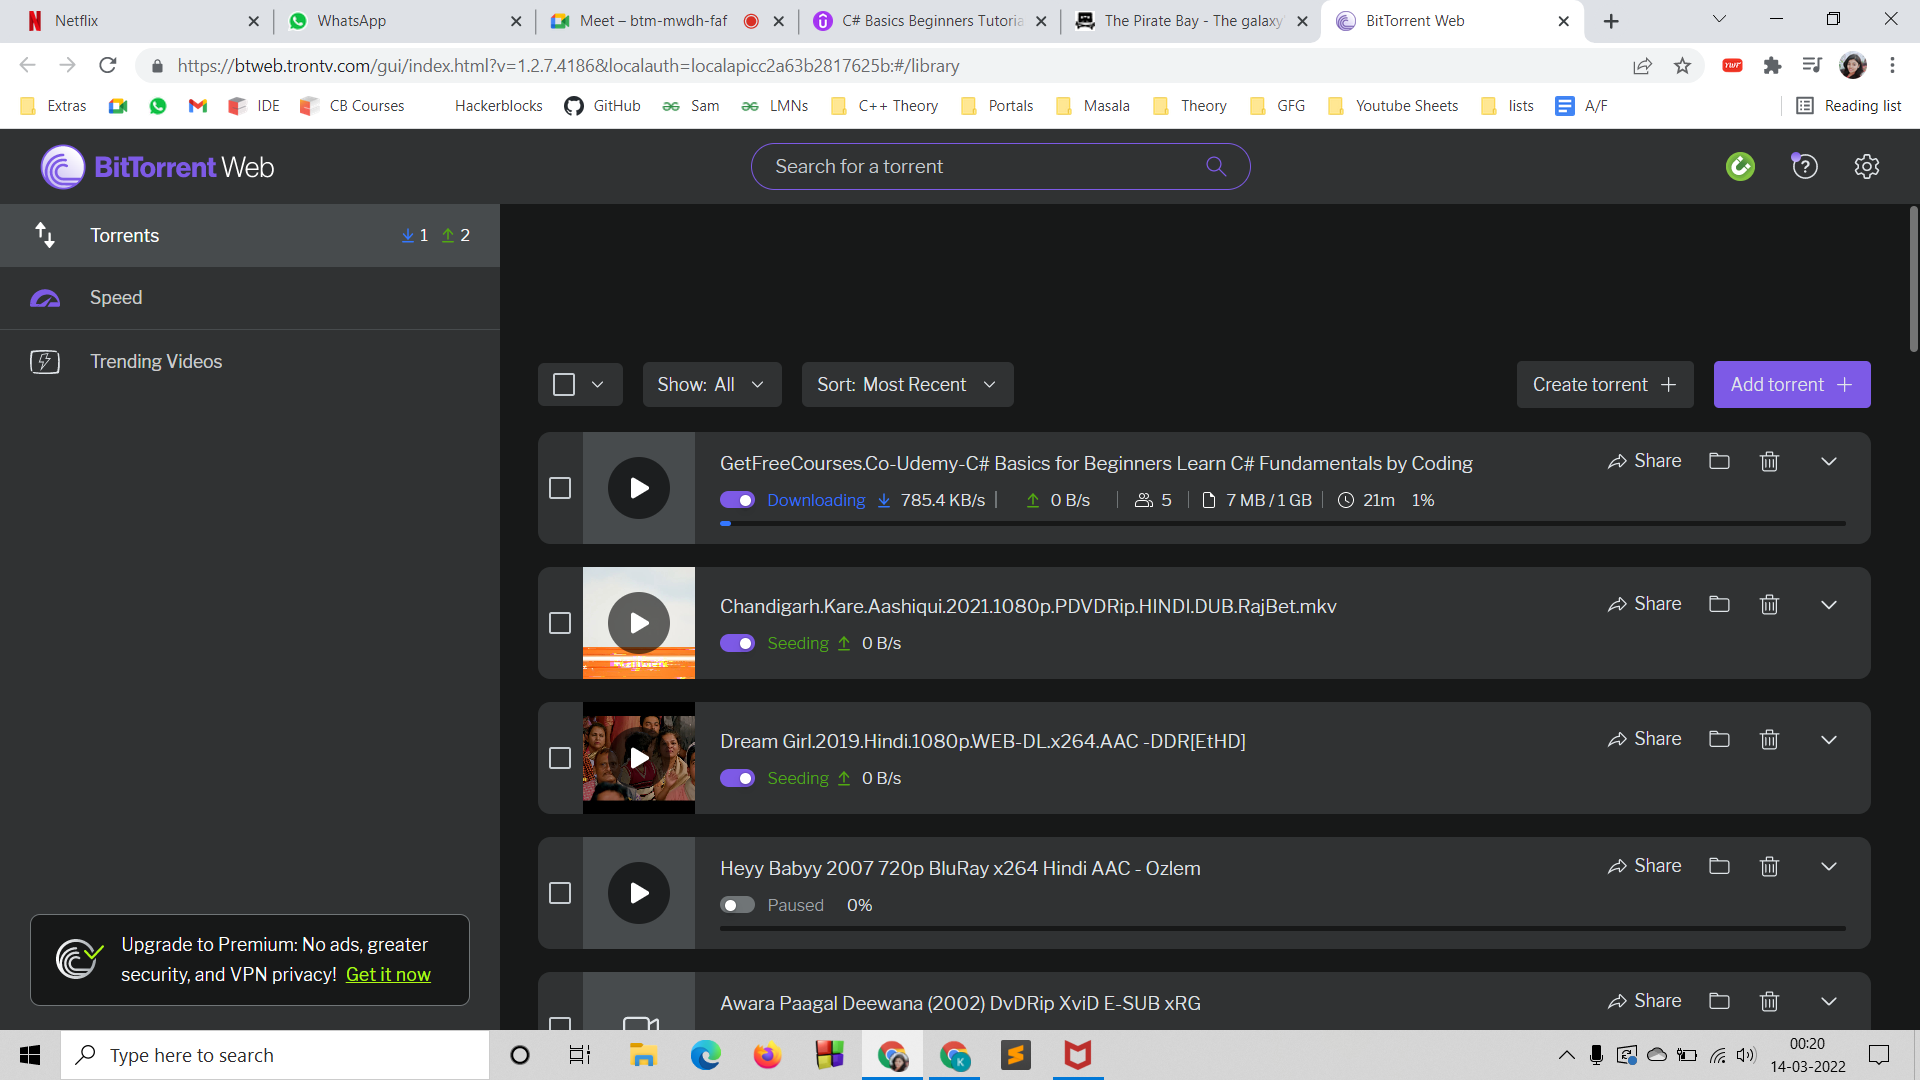 Netflix
WhatsApp
Meet – btm-mwdh-faf
C# Basics Beginners Tutoria
The Pirate Bay - The galaxy
BitTorrent Web
https://btweb.trontv.com/gui/index.html?v=1.2.7.4186&localauth=localapicc2a63b2817625b:#/library
Extras
IDE
CB Courses
Hackerblocks
GitHub
Sam
LMNs
C++ Theory
Portals
Masala
Theory
GFG
Youtube Sheets
lists
A/F
Reading list
BitTorrent Web
Search for a torrent
Torrents 1 2
Speed
Trending Videos
Show: All
Sort: Most Recent
Create torrent
Add torrent
GetFreeCourses.Co-Udemy-C# Basics for Beginners Learn C# Fundamentals by Coding
Share
Downloading 785.4 KB/s | 0 B/s | 5 | 7 MB / 1 GB | 21m 1%
Chandigarh.Kare.Aashiqui.2021.1080p.PDVDRip.HINDI.DUB.RajBet.mkv
Share
Seeding 0 B/s
Dream Girl.2019.Hindi.1080p.WEB-DL.x264.AAC -DDR[EtHD]
Share
Seeding 0 B/s
Heyy Babyy 2007 720p BluRay x264 Hindi AAC - Ozlem
Share
Paused 0%
Awara Paagal Deewana (2002) DvDRip XviD E-SUB xRG
Share
Upgrade to Premium: No ads, greater
security, and VPN privacy! Get it now
Type here to search
K
00:20
14-03-2022